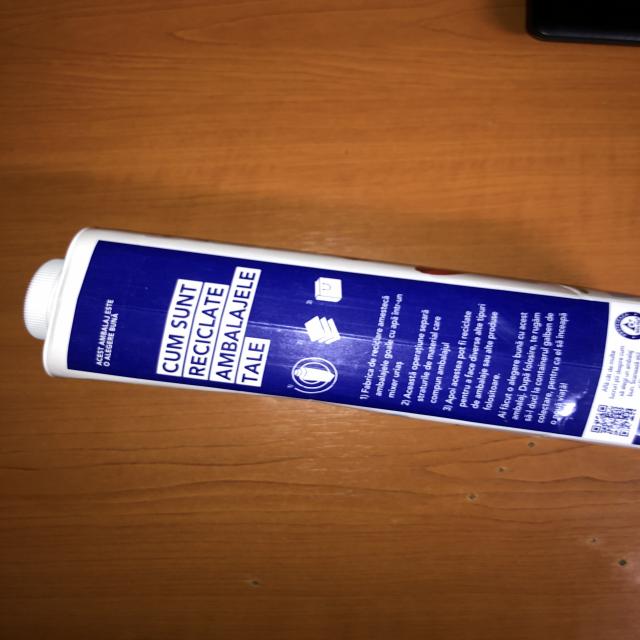 ACEST AMBALAJ ESTE
O ALEGERE BUNĂ
CUM SUNT
RECICLATE
AMBALAJELE
TALE
1)
2)
3)
1) Fabrica de reciclare amestecă
ambalajele goale cu apă într-un
mixer uriaș
2) Această operațiune separă
straturile de material care
compun ambalajul
3) Apoi acestea pot fi reciclate
pentru a face diverse alte tipuri
de ambalaje sau alte produse
folositoare.
Ai făcut o alegere bună cu acest
ambalaj. După folosire, te rugăm
să-l duci la containerul galben de
colectare, pentru ca el să înceapă
o